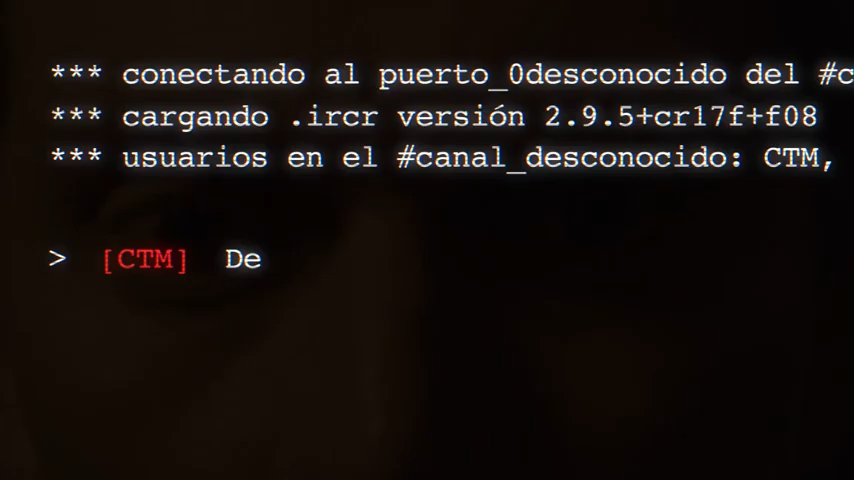 *** conectando al puerto_0desconocido del #c
*** cargando .ircr versión 2.9.5+cr17f+f08
*** usuarios en el #canal_desconocido: CTM,
> [CTM] De